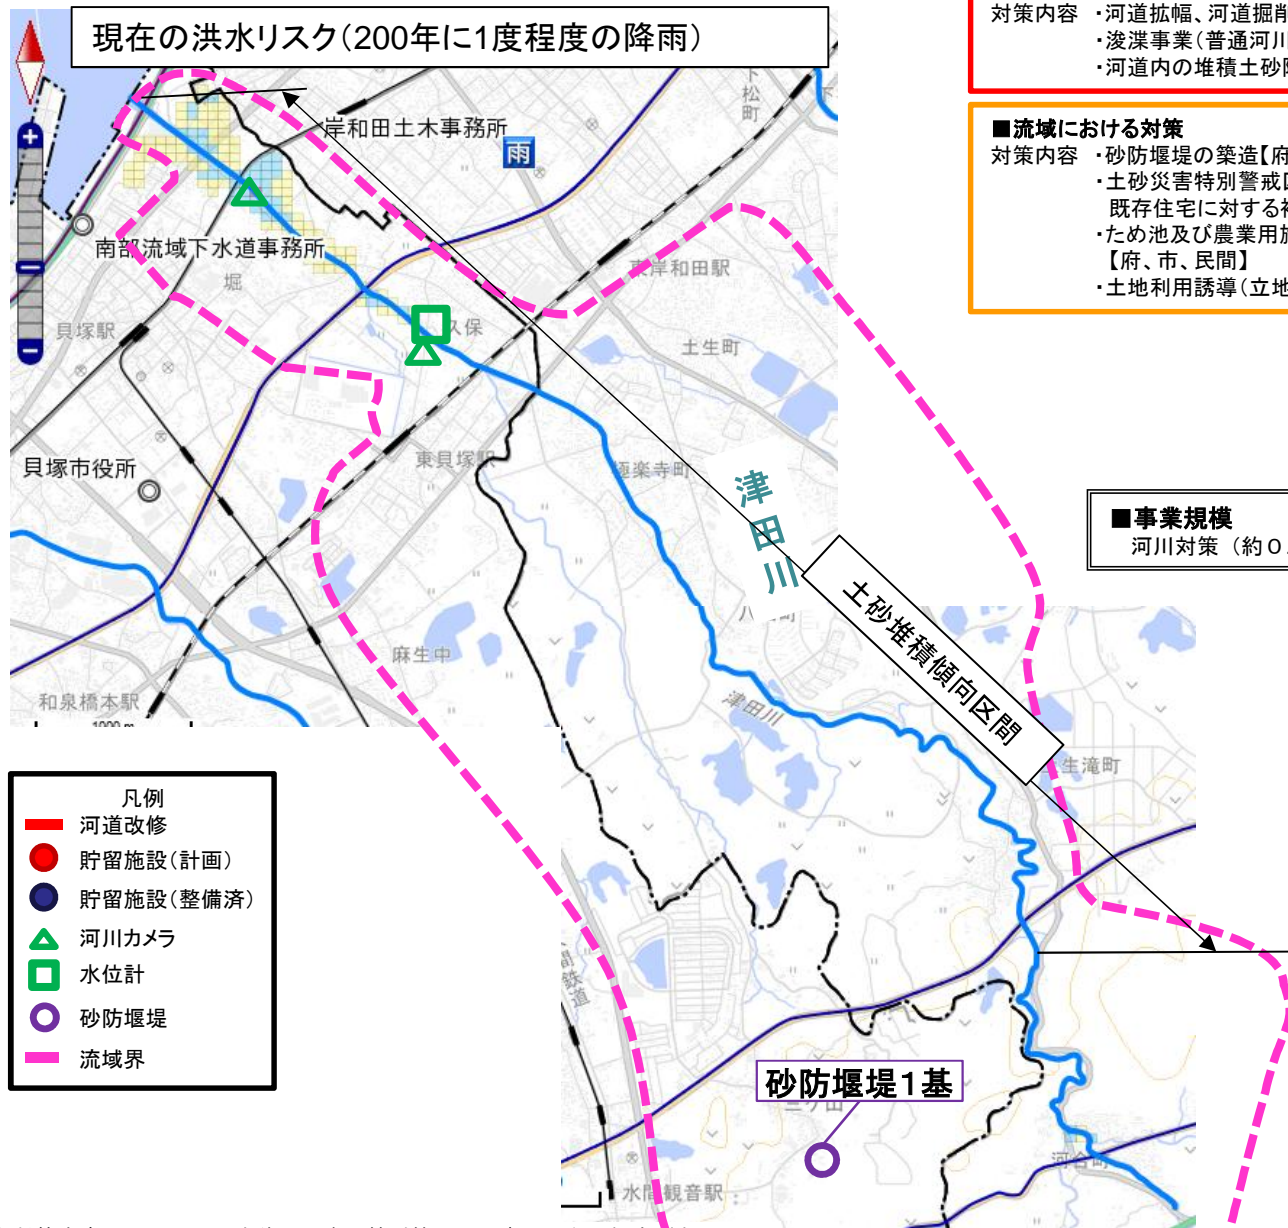 現在の洪水リスク(200年に1度程度の降雨)
対策内容 ・河道拡幅、河道掘削
・浚渫事業(普通河川
・河道内の堆積土砂
■流域における対策
対策内容 ・砂防堰堤の築造【府
・土砂災害特別警戒
既存住宅に対する
・ため池及び農業用
【府、市、民間】
・土地利用誘導(立地
下松町
岸和田土木事務所
雨
南部流域下水道事務所
堀
東岸和田駅
貝塚駅
久保
土生町
東貝塚駅
極楽寺町
貝塚市役所
津田川
■事業規模
河川対策 (約0.
土砂堆積傾向区間
麻生中
和泉橋本駅
1000 m
津田川
生滝町
凡例
河道改修
貯留施設(計画)
貯留施設(整備済)
河川カメラ
水位計
砂防堰堤
流域界
間鉄道
砂防堰堤1基
三ケ山
河合町
水間観音駅